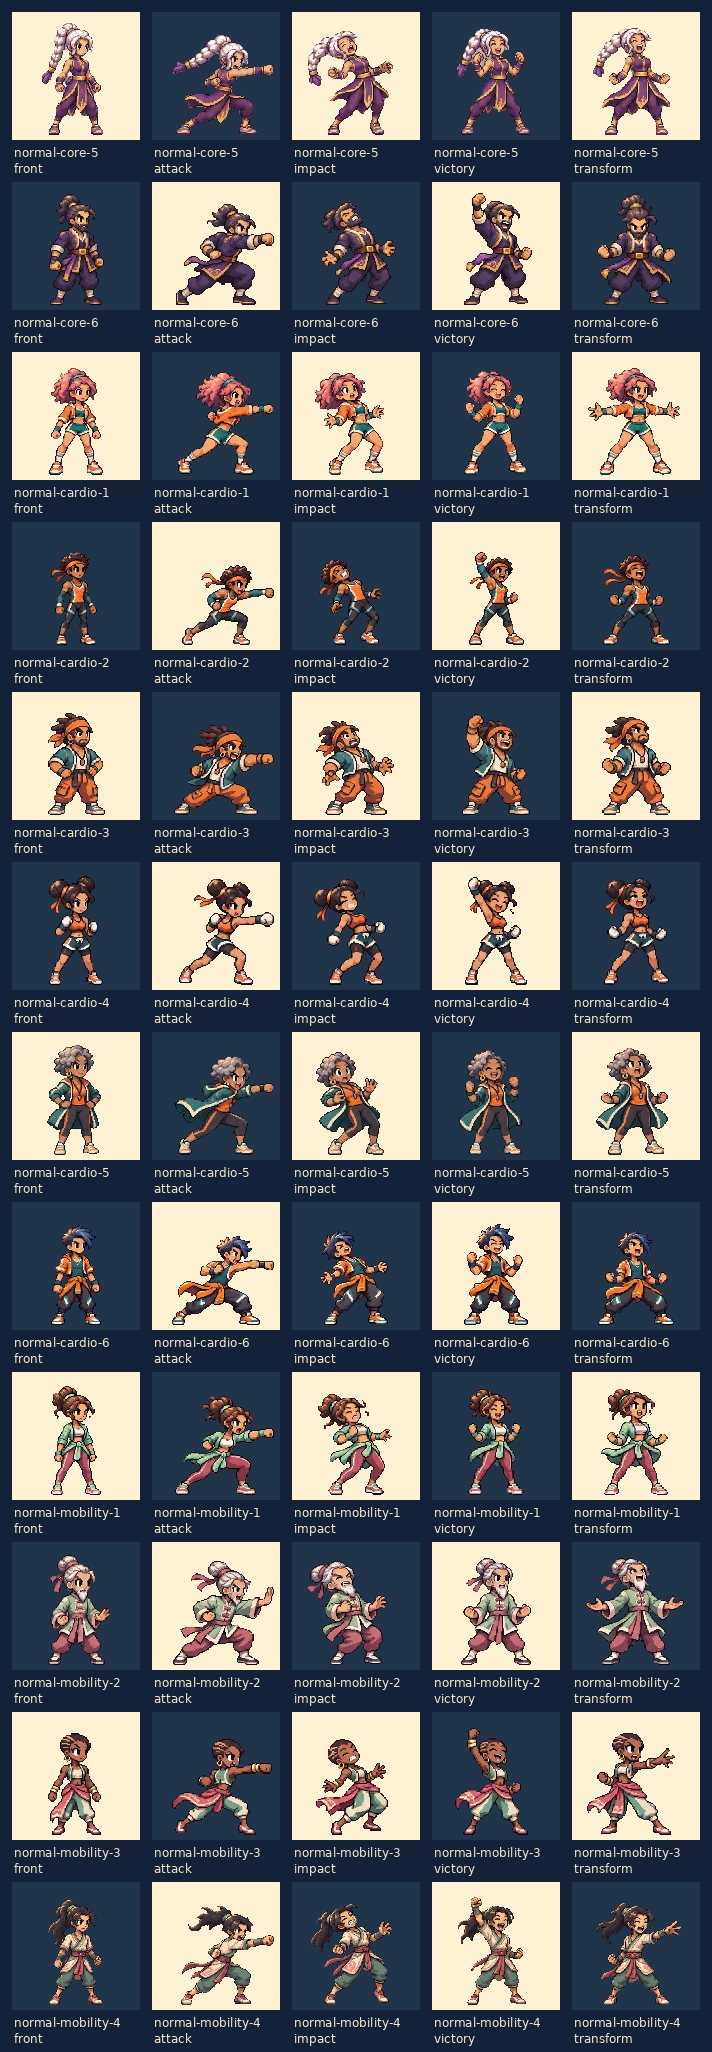 normal-core-5
front
normal-core-5
attack
normal-core-5
impact
normal-core-5
victory
normal-core-5
transform
normal-core-6
front
normal-core-6
attack
normal-core-6
impact
normal-core-6
victory
normal-core-6
transform
normal-cardio-1
front
normal-cardio-1
attack
normal-cardio-1
impact
normal-cardio-1
victory
normal-cardio-1
transform
normal-cardio-2
front
normal-cardio-2
attack
normal-cardio-2
impact
normal-cardio-2
victory
normal-cardio-2
transform
normal-cardio-3
front
normal-cardio-3
attack
normal-cardio-3
impact
normal-cardio-3
victory
normal-cardio-3
transform
normal-cardio-4
front
normal-cardio-4
attack
normal-cardio-4
impact
normal-cardio-4
victory
normal-cardio-4
transform
normal-cardio-5
front
normal-cardio-5
attack
normal-cardio-5
impact
normal-cardio-5
victory
normal-cardio-5
transform
normal-cardio-6
front
normal-cardio-6
attack
normal-cardio-6
impact
normal-cardio-6
victory
normal-cardio-6
transform
normal-mobility-1
front
normal-mobility-1
attack
normal-mobility-1
impact
normal-mobility-1
victory
normal-mobility-1
transform
normal-mobility-2
front
normal-mobility-2
attack
normal-mobility-2
impact
normal-mobility-2
victory
normal-mobility-2
transform
normal-mobility-3
front
normal-mobility-3
attack
normal-mobility-3
impact
normal-mobility-3
victory
normal-mobility-3
transform
normal-mobility-4
front
normal-mobility-4
attack
normal-mobility-4
impact
normal-mobility-4
victory
normal-mobility-4
transform